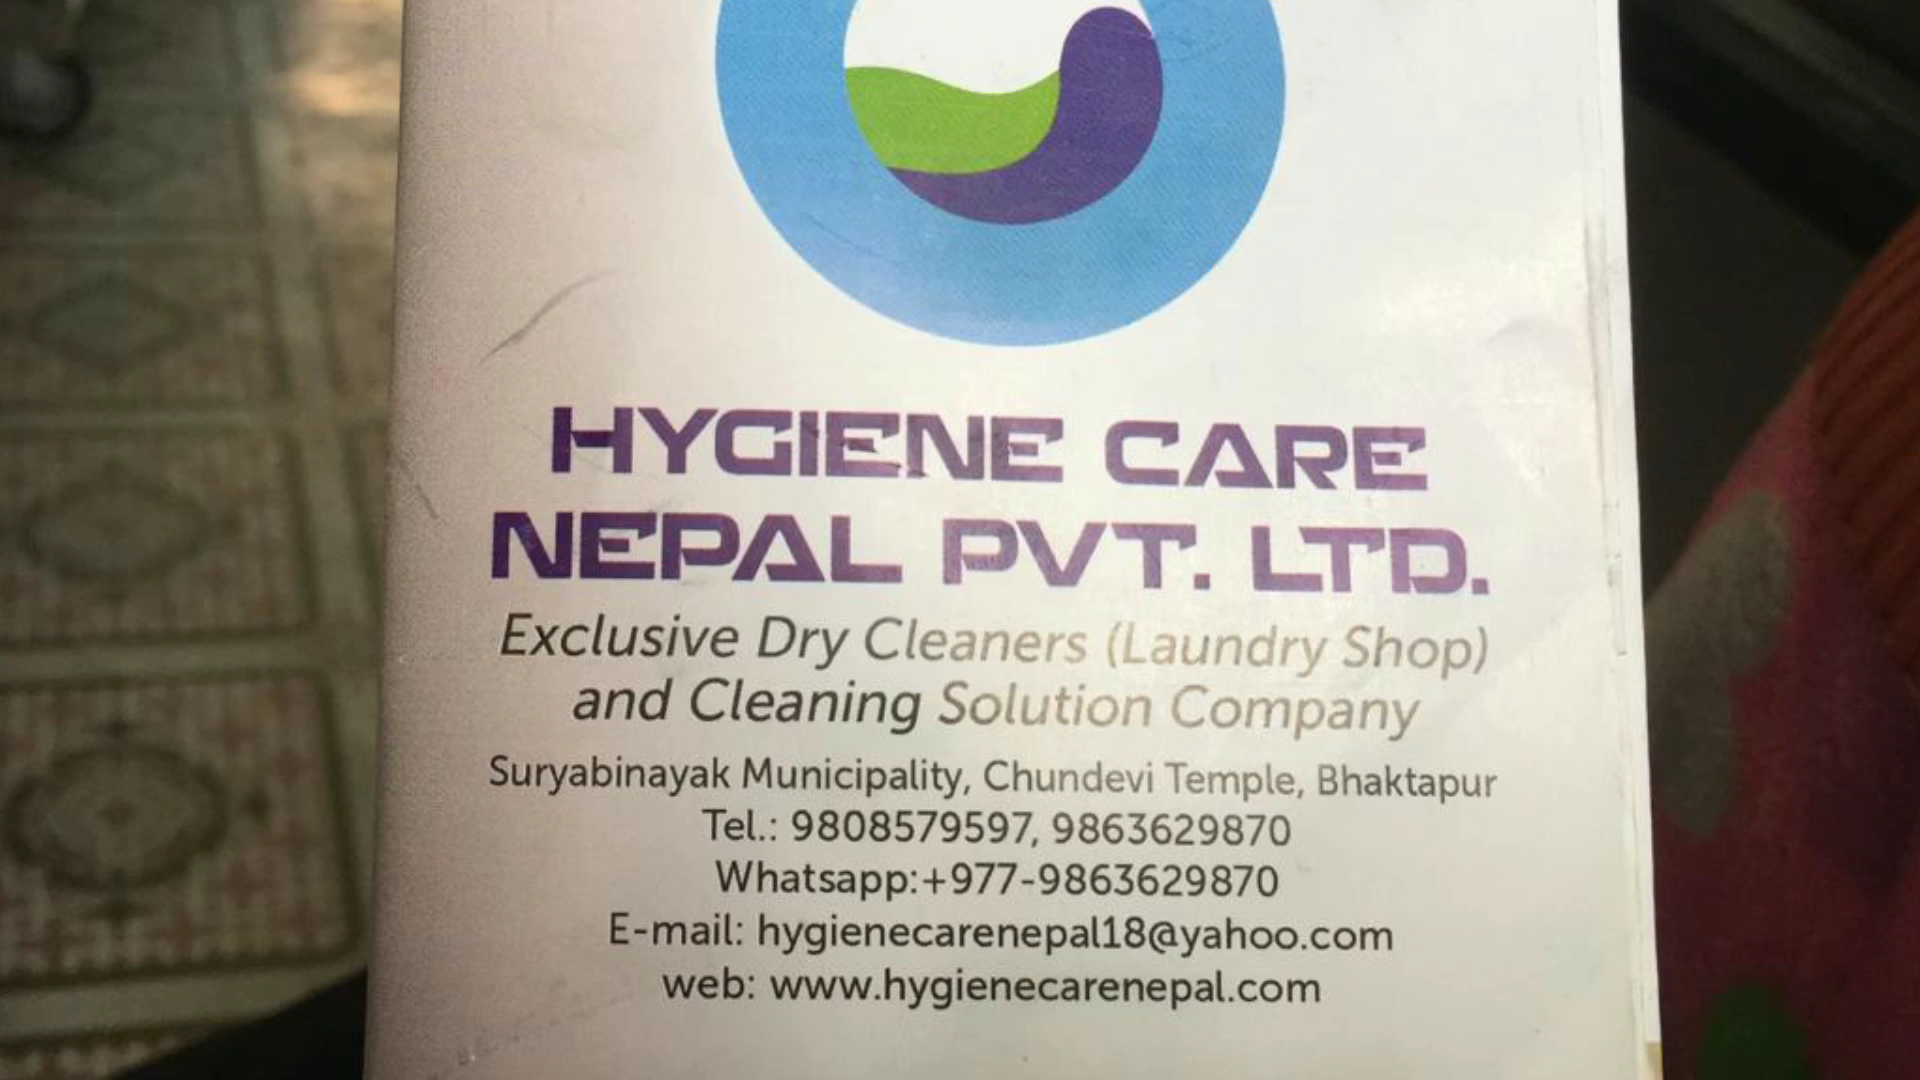 HYGIENE CARE
NEPAL PVT. LTD.
Exclusive Dry Cleaners (Laundry Shop)
and Cleaning Solution Company
Suryabinayak Municipality, Chundevi Temple, Bhaktapur
Tel.: 9808579597, 9863629870
Whatsapp:+977-9863629870
E-mail: hygienecarenepal18@yahoo.com
web: www.hygienecarenepal.com